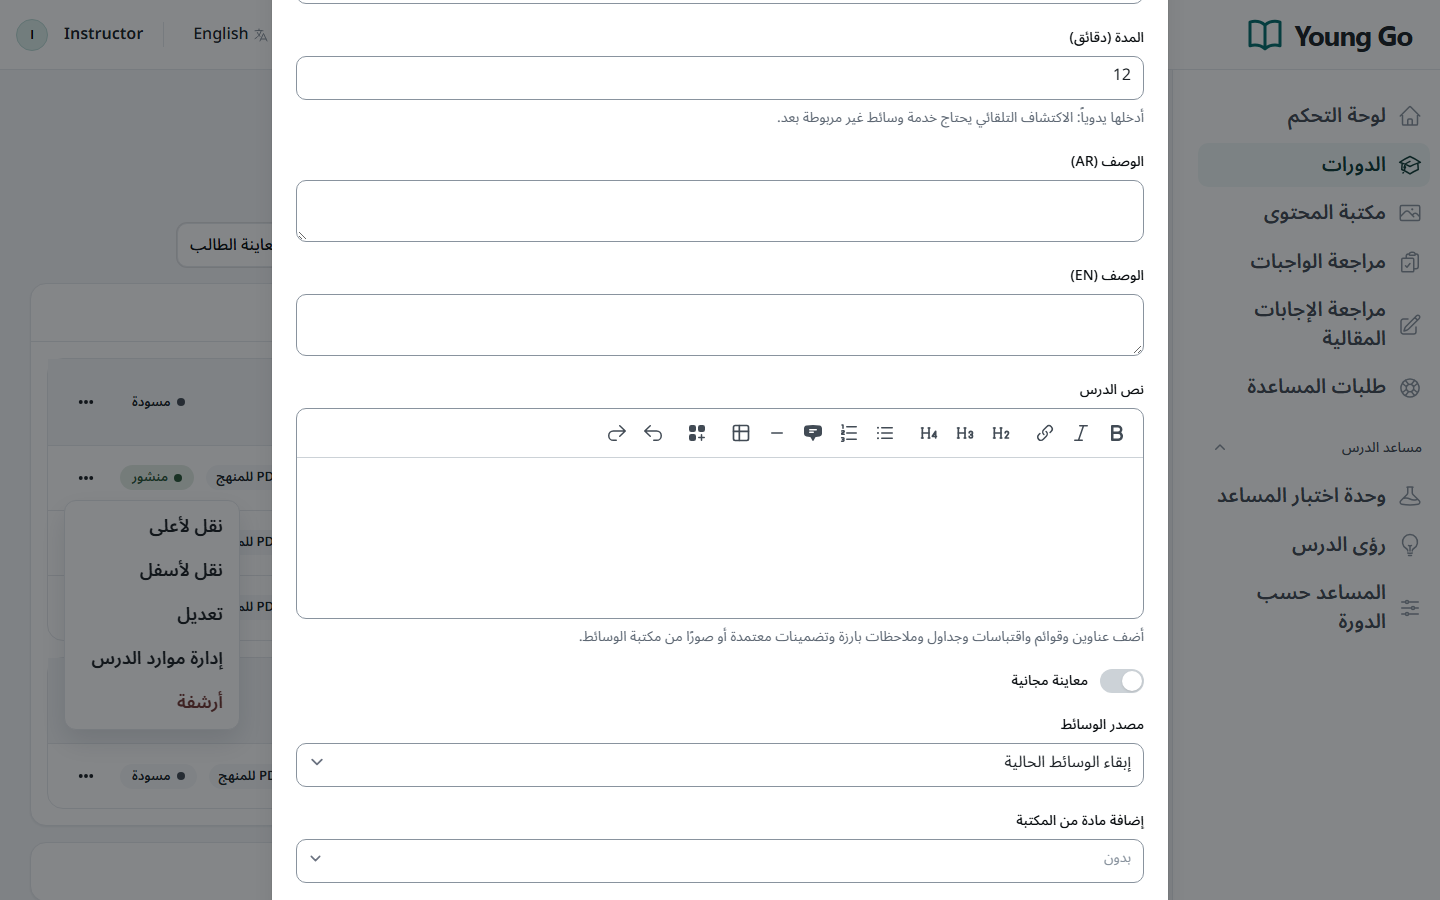 Young Go
English
Instructor
I
لوحة التحكم
الدورات
مكتبة المحتوى
مراجعة الواجبات
مراجعة الإجابات
المقالية
طلبات المساعدة
مساعد الدرس
وحدة اختبار المساعد
رؤى الدرس
المساعد حسب
الدورة
المدة (دقائق)
12
أدخلها يدوياً: الاكتشاف التلقائي يحتاج خدمة وسائط غير مربوطة بعد.
الوصف (AR)
الوصف (EN)
نص الدرس
B I H2 H3 H4
أضف عناوين وقوائم واقتباسات وجداول وملاحظات بارزة وتضمينات معتمدة أو صورًا من مكتبة الوسائط.
معاينة مجانية
مصدر الوسائط
إبقاء الوسائط الحالية
إضافة مادة من المكتبة
بدون
الطالب
مسودة
للمنهج
منشور
نقل لأعلى
نقل لأسفل
تعديل
إدارة موارد الدرس
أرشفة
للمنهج
مسودة